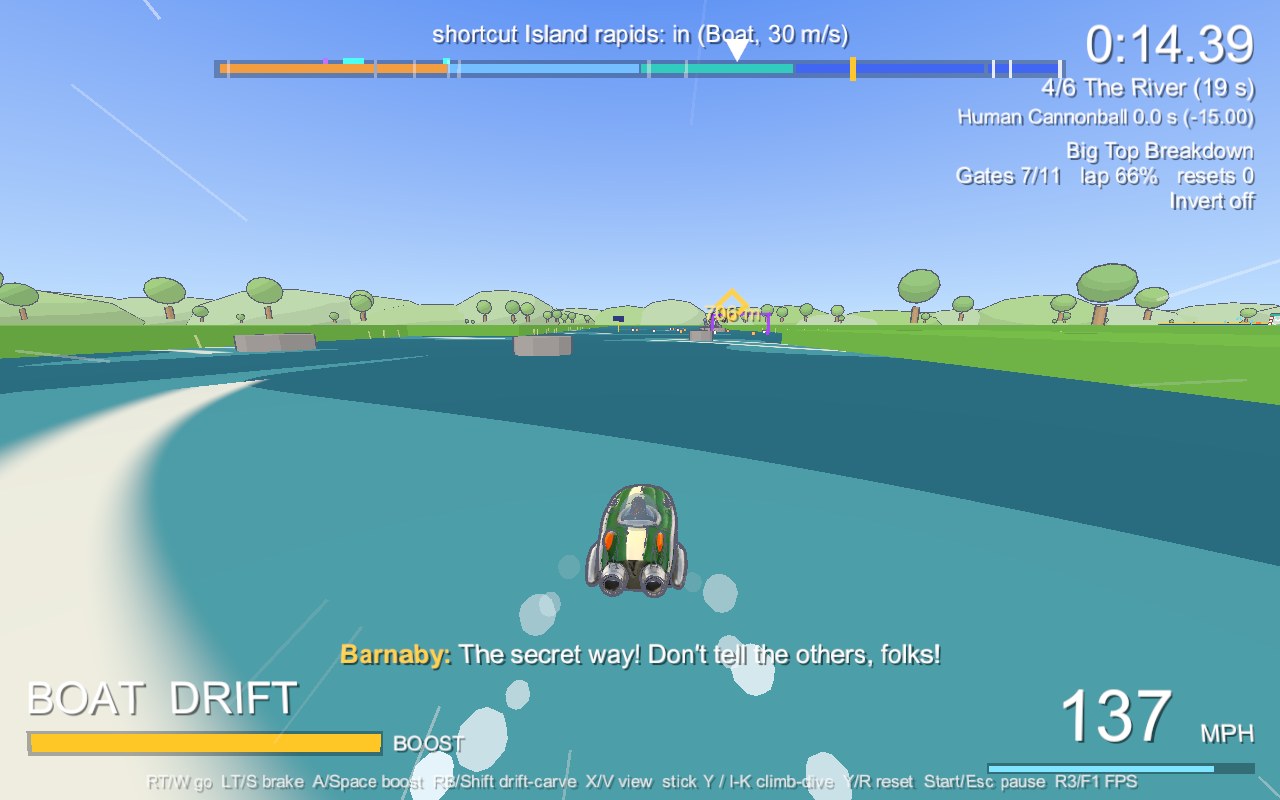 shortcut Island rapids: in (Boat, 30 m/s)
0:14.39
4/6 The River (19 s)
Human Cannonball 0.0 s (-15.00)
Big Top Breakdown
Gates 7/11 lap 66% resets 0
Invert off
706 m
Barnaby: The secret way! Don't tell the others, folks!
BOAT DRIFT
BOOST
137 MPH
RT/W go LT/S brake A/Space boost RB/Shift drift-carve X/V view stick Y / I-K climb-dive Y/R reset Start/Esc pause R3/F1 FPS